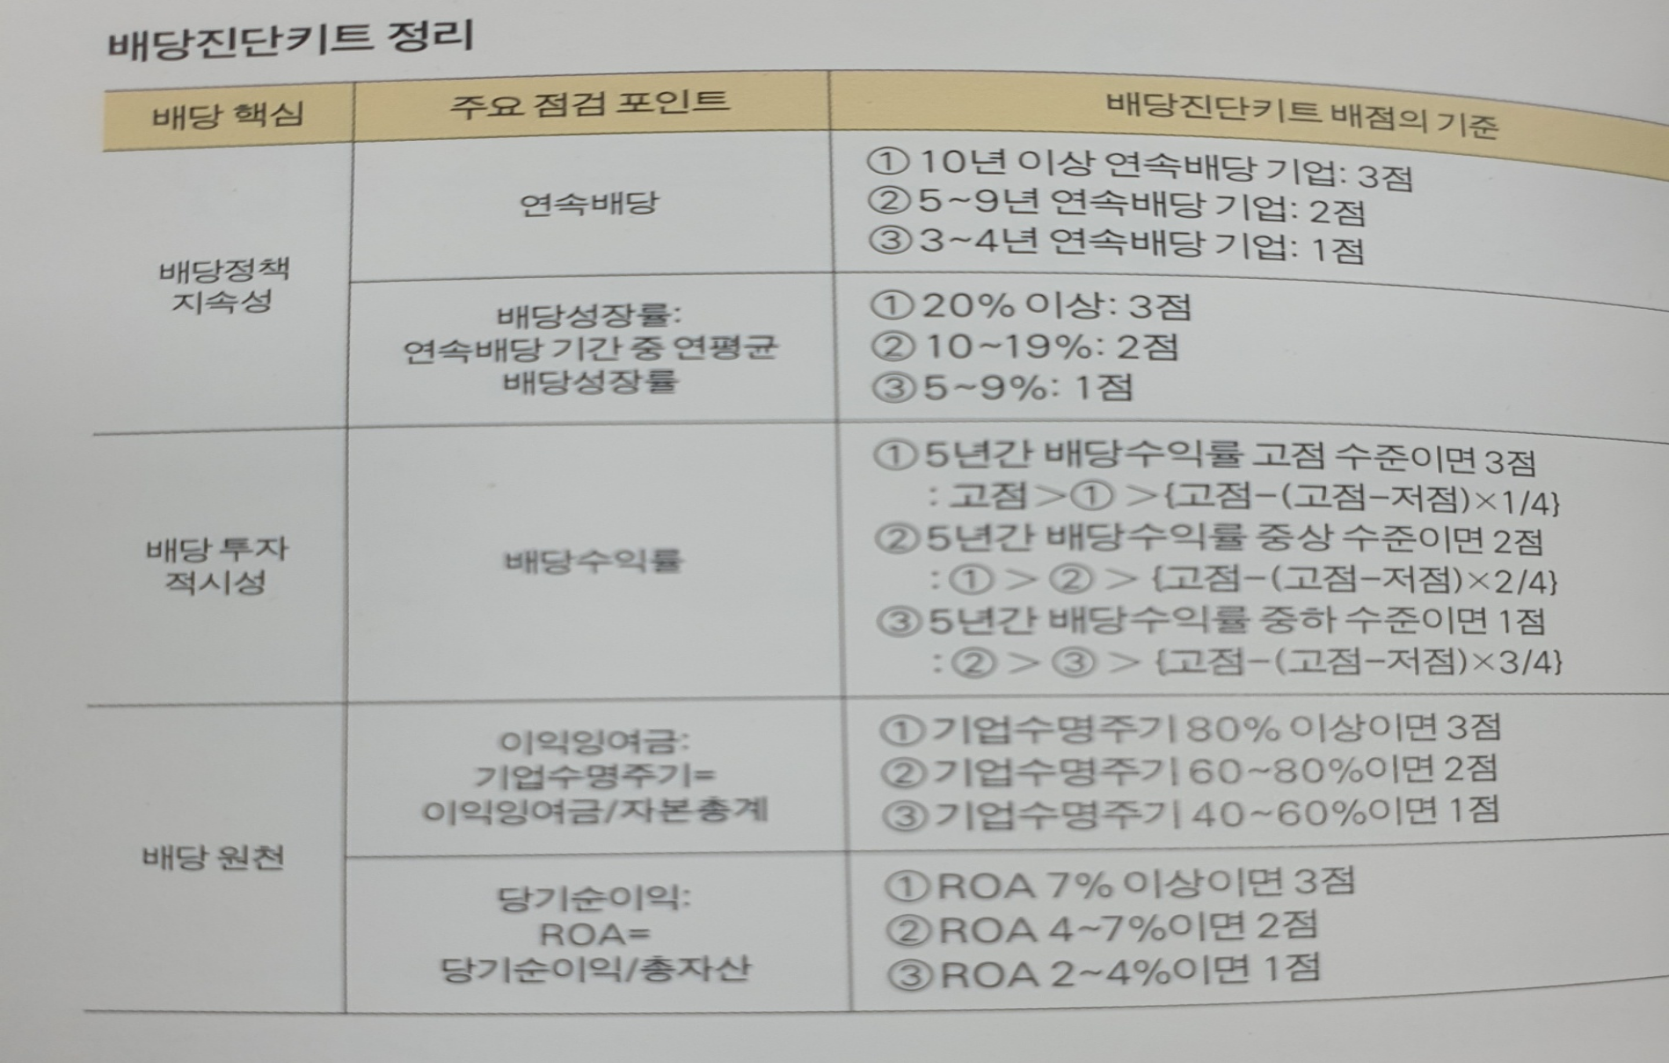 배당진단키트 정리
배당 핵심
주요 점검 포인트
배당진단키트 배점의 기준
배당정책
지속성
연속배당
① 10년 이상 연속배당 기업: 3점
② 5~9년 연속배당 기업: 2점
③ 3~4년 연속배당 기업: 1점
배당성장률:
연속배당 기간 중 연평균
배당성장률
① 20% 이상: 3점
② 10~19%: 2점
③ 5~9%: 1점
배당 투자
적시성
배당수익률
① 5년간 배당수익률 고점 수준이면 3점
: 고점>① >{고점-(고점-저점)×1/4}
② 5년간 배당수익률 중상 수준이면 2점
: ① > ② > {고점-(고점-저점)×2/4}
③ 5년간 배당수익률 중하 수준이면 1점
: ② > ③ > {고점-(고점-저점)×3/4}
배당 원천
이익잉여금:
기업수명주기=
이익잉여금/자본총계
① 기업수명주기 80% 이상이면 3점
② 기업수명주기 60~80%이면 2점
③ 기업수명주기 40~60%이면 1점
당기순이익:
ROA=
당기순이익/총자산
① ROA 7% 이상이면 3점
② ROA 4~7%이면 2점
③ ROA 2~4%이면 1점